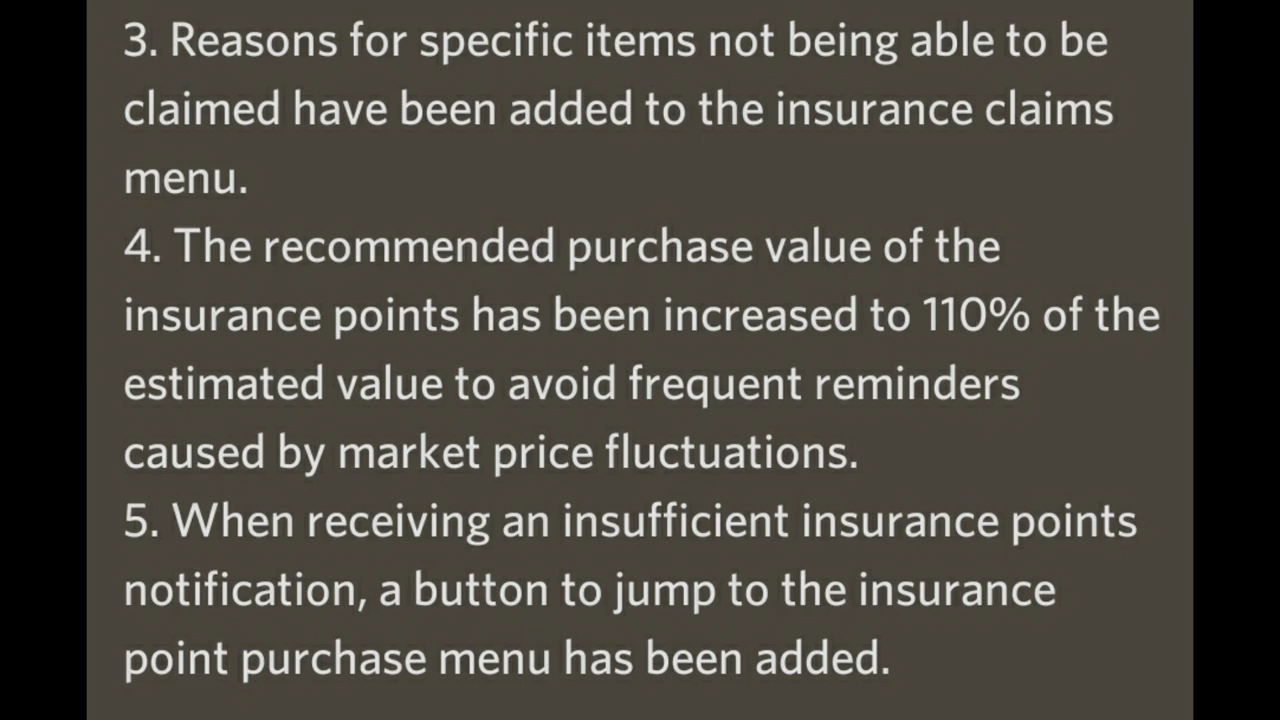 3. Reasons for specific items not being able to be
claimed have been added to the insurance claims
menu.
4. The recommended purchase value of the
insurance points has been increased to 110% of the
estimated value to avoid frequent reminders
caused by market price fluctuations.
5. When receiving an insufficient insurance points
notification, a button to jump to the insurance
point purchase menu has been added.